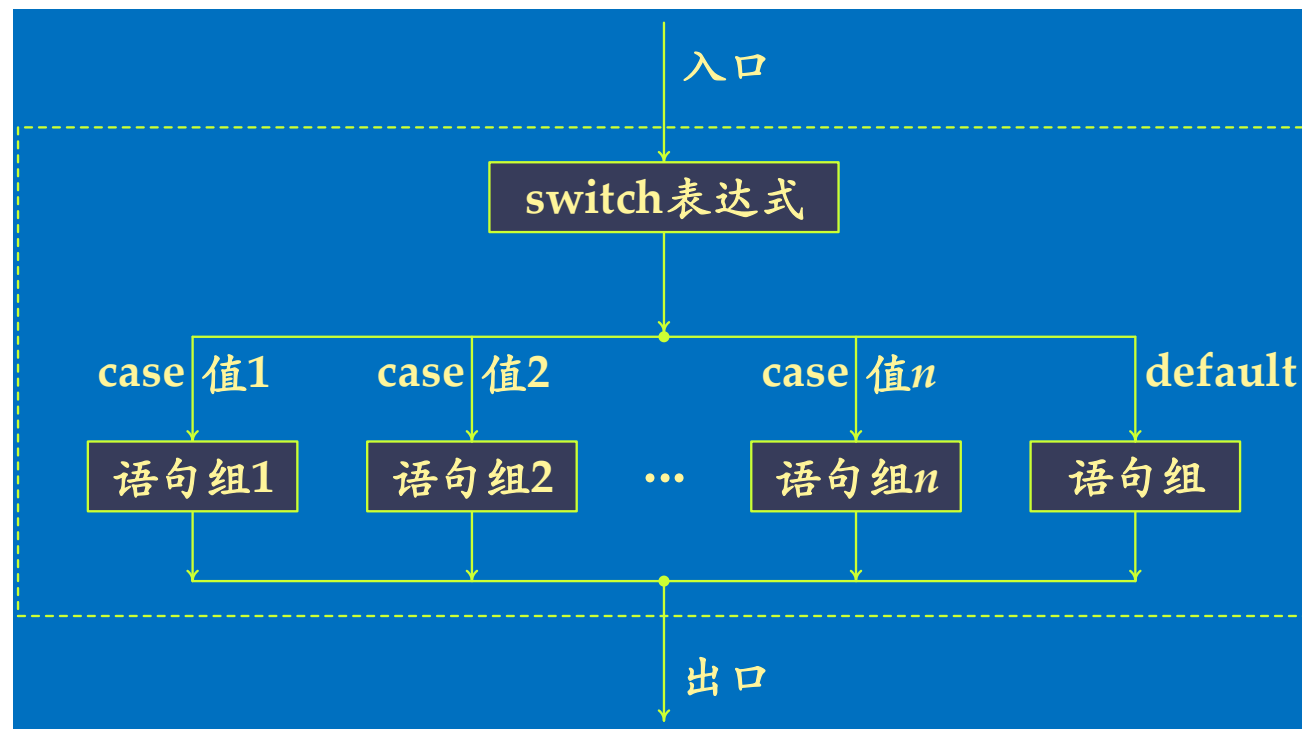 入口
switch表达式
case 值1 case 值2 case 值n default
语句组1 语句组2 … 语句组n 语句组
出口